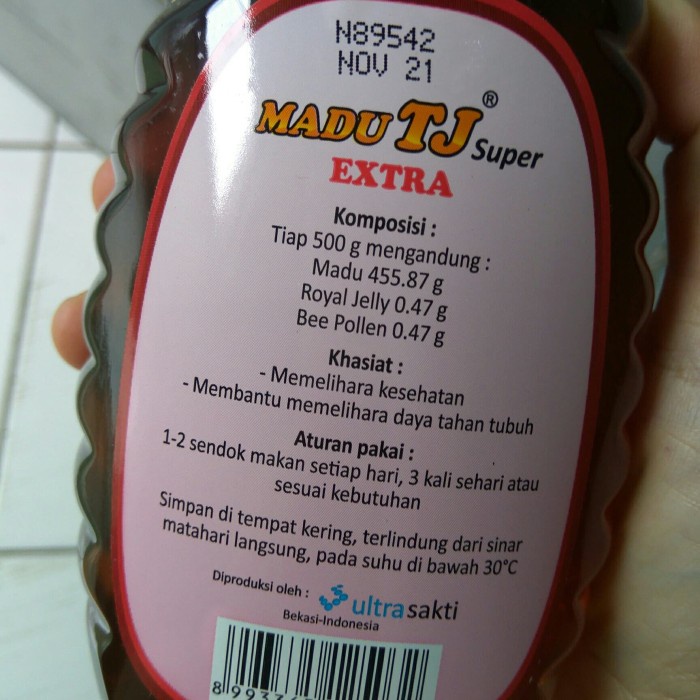 N89542
NOV 21
MADU TJ® Super
EXTRA
Komposisi :
Tiap 500 g mengandung :
Madu 455.87 g
Royal Jelly 0.47 g
Bee Pollen 0.47 g
Khasiat :
- Memelihara kesehatan
- Membantu memelihara daya tahan tubuh
Aturan pakai :
1-2 sendok makan setiap hari, 3 kali sehari atau
sesuai kebutuhan
Simpan di tempat kering, terlindung dari sinar
matahari langsung, pada suhu di bawah 30°C
Diproduksi oleh : ultra sakti
Bekasi-Indonesia